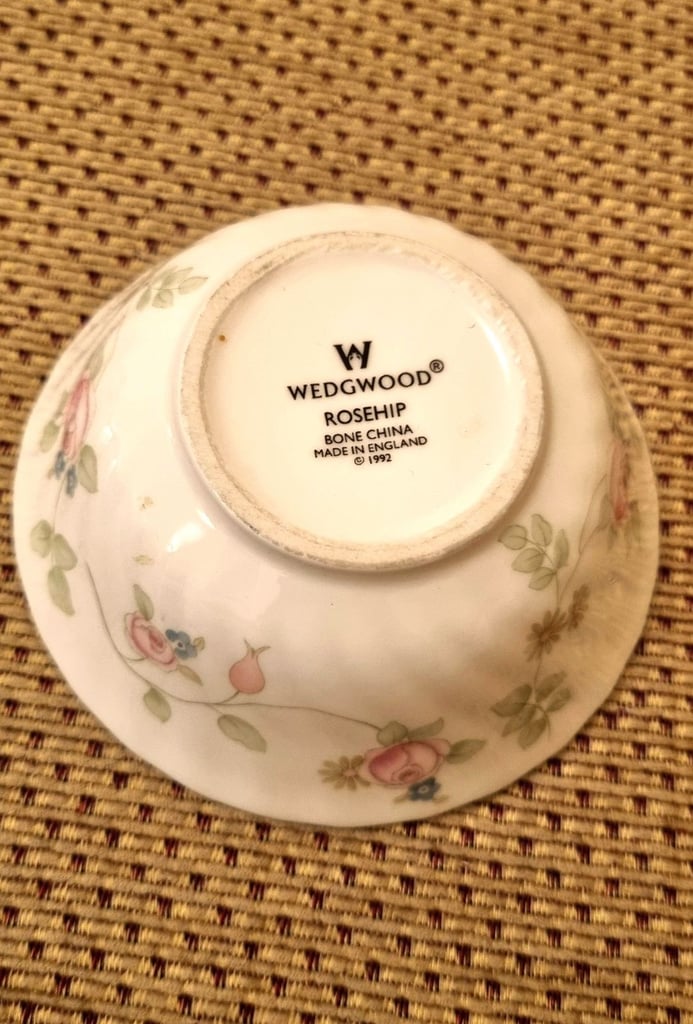 W
WEDGWOOD®
ROSEHIP
BONE CHINA
MADE IN ENGLAND
© 1992